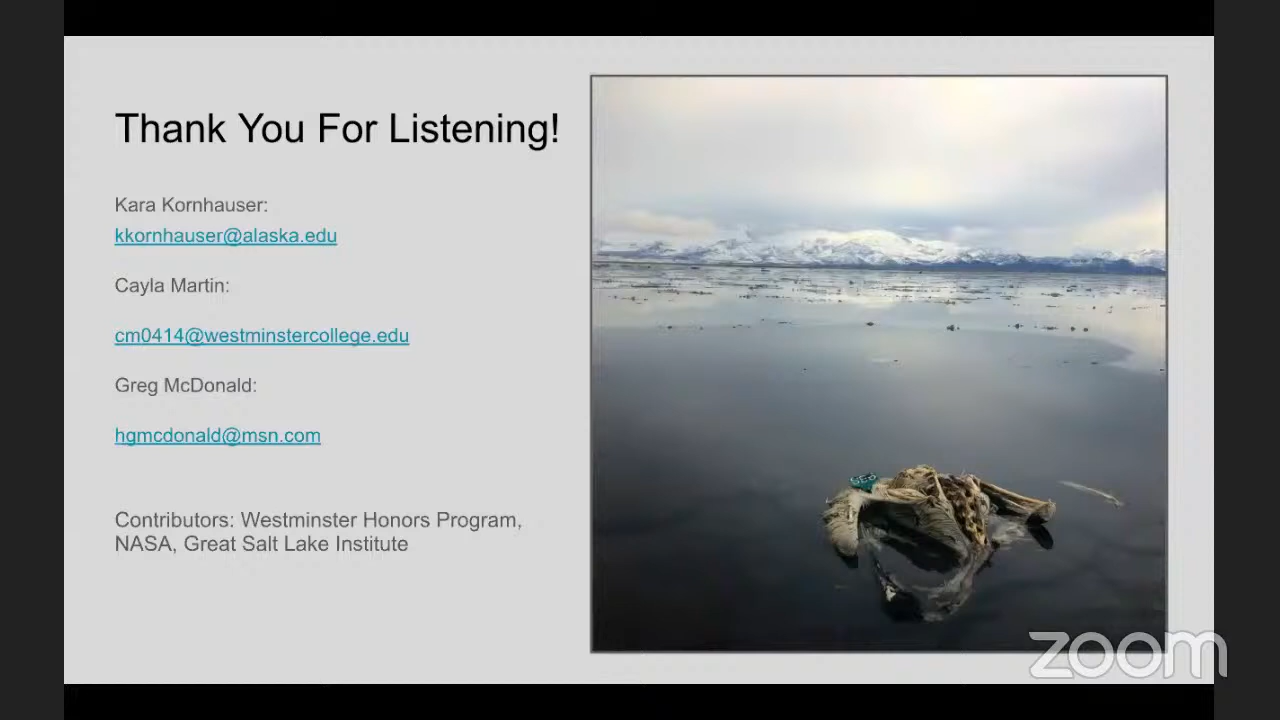 Thank You For Listening!
Kara Kornhauser:
kkornhauser@alaska.edu
Cayla Martin:
cm0414@westminstercollege.edu
Greg McDonald:
hgmcdonald@msn.com
Contributors: Westminster Honors Program,
NASA, Great Salt Lake Institute
zoom